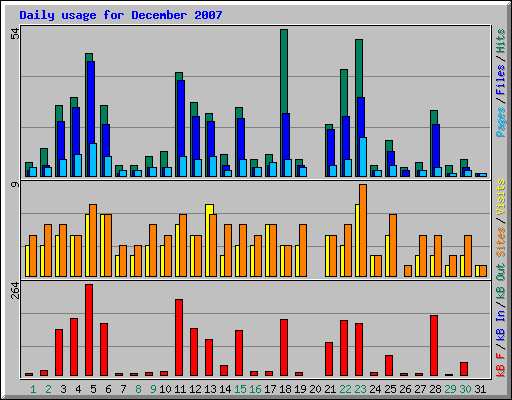 Daily usage for December 2007
54
Pages / Files / Hits
9
Sites / Visits
264
kB F / kB In / kB Out
1 2 3 4 5 6 7 8 9 10 11 12 13 14 15 16 17 18 19 20 21 22 23 24 25 26 27 28 29 30 31